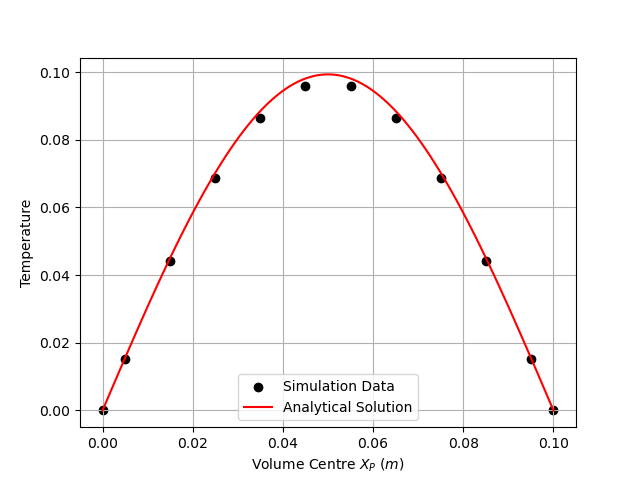 0.10
0.08
0.06
0.04
0.02
0.00
Temperature
Simulation Data
Analytical Solution
0.00 0.02 0.04 0.06 0.08 0.10
Volume Centre X_P (m)